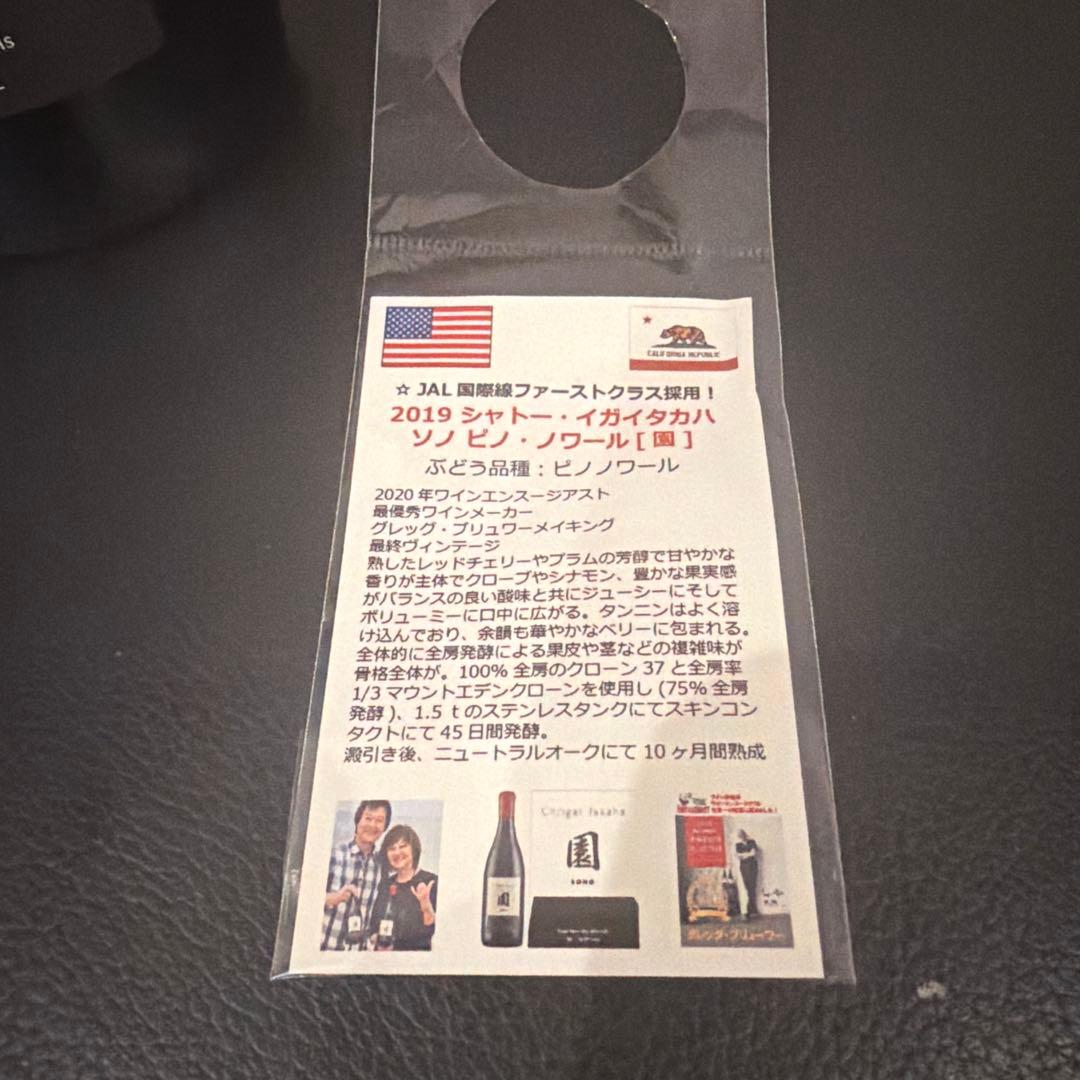 CALIFORNIA REPUBLIC
☆ JAL 国際線ファーストクラス採用！
2019 シャトー・イガイタカハ
ソノ ピノ・ノワール [ 園 ]
ぶどう品種：ピノノワール
2020 年ワインエンスージアスト
最優秀ワインメーカー
グレッグ・ブリュワーメイキング
最終ヴィンテージ
熟したレッドチェリーやプラムの芳醇で甘やかな
香りが主体でクローブやシナモン、豊かな果実感
がバランスの良い酸味と共にジューシーにそして
ボリューミーに口中に広がる。タンニンはよく溶
け込んでおり、余韻も華やかなベリーに包まれる。
全体的に全房発酵による果皮や茎などの複雑味が
骨格全体が。100% 全房のクローン 37 と全房率
1/3 マウントエデンクローンを使用し (75% 全房
発酵 )、1.5 ｔのステンレスタンクにてスキンコン
タクトにて 45 日間発酵。
澱引き後、ニュートラルオークにて 10 ヶ月間熟成
園
園
SONO
グレッグ・ブリューワー